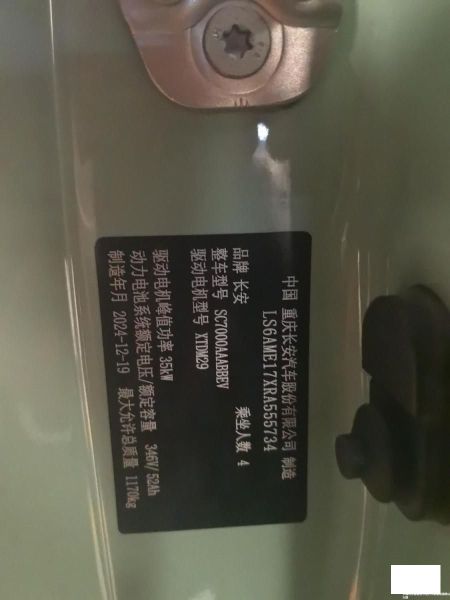 中国 重庆长安汽车股份有限公司 制造
LS6AME17XRA555734
品牌 长安
整车型号 SC7000AAABBEV 乘坐人数 4
驱动电机型号 XTDM29
驱动电机峰值功率 35kW
动力电池系统额定电压/额定容量 346V/52Ah
制造年月 2024-12-19 最大允许总质量 1170kg